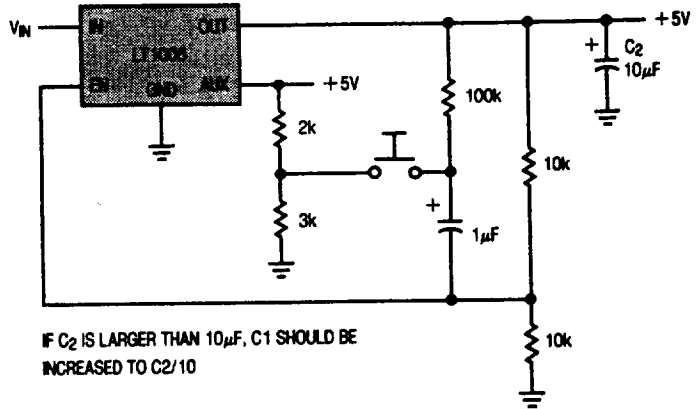 VIN
IN
OUT
LT1005
EN
GND
AUX
+5V
+5V
+
C2
10µF
100k
2k
10k
3k
+
1µF
10k
IF C2 IS LARGER THAN 10µF, C1 SHOULD BE
INCREASED TO C2/10